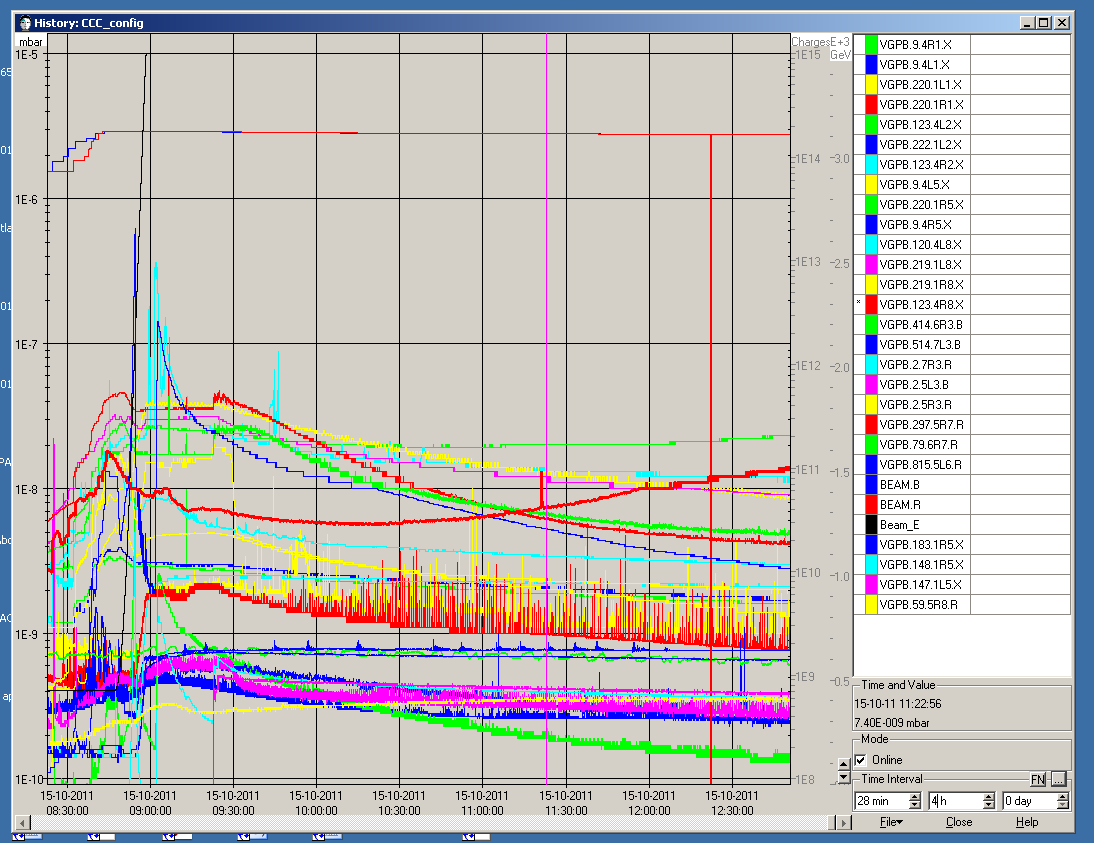 History: CCC_config
mbar
1E-5
1E-6
1E-7
1E-8
1E-9
1E-10
15-10-2011 15-10-2011 15-10-2011 15-10-2011 15-10-2011 15-10-2011 15-10-2011 15-10-2011 15-10-2011
08:30:00 09:00:00 09:30:00 10:00:00 10:30:00 11:00:00 11:30:00 12:00:00 12:30:00
Charges E+3
GeV
1E15
1E14
1E13
1E12
1E11
1E10
1E9
1E8
3.0
2.5
2.0
1.5
1.0
0.5
VGPB.9.4R1.X
VGPB.9.4L1.X
VGPB.220.1L1.X
VGPB.220.1R1.X
VGPB.123.4L2.X
VGPB.222.1L2.X
VGPB.123.4R2.X
VGPB.9.4L5.X
VGPB.220.1R5.X
VGPB.9.4R5.X
VGPB.120.4L8.X
VGPB.219.1L8.X
VGPB.219.1R8.X
* VGPB.123.4R8.X
VGPB.414.6R3.B
VGPB.514.7L3.B
VGPB.2.7R3.R
VGPB.2.5L3.B
VGPB.2.5R3.R
VGPB.297.5R7.R
VGPB.79.6R7.R
VGPB.815.5L6.R
BEAM.B
BEAM.R
Beam_E
VGPB.183.1R5.X
VGPB.148.1R5.X
VGPB.147.1L5.X
VGPB.59.5R8.R
Time and Value
15-10-11 11:22:56
7.40E-009 mbar
Mode
Online
Time Interval FN ...
28 min 4 h 0 day
File Close Help
65
01
tla
01
01
PA
AC
ap